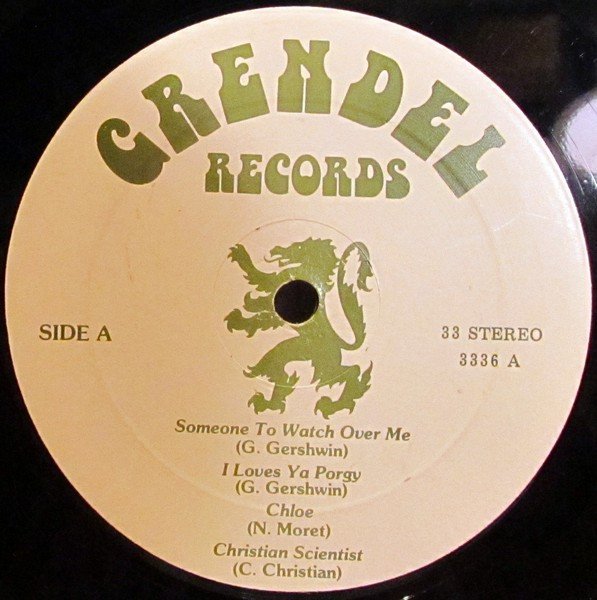 GRENDEL
RECORDS
SIDE A
33 STEREO
3336 A
Someone To Watch Over Me
(G. Gershwin)
I Loves Ya Porgy
(G. Gershwin)
Chloe
(N. Moret)
Christian Scientist
(C. Christian)